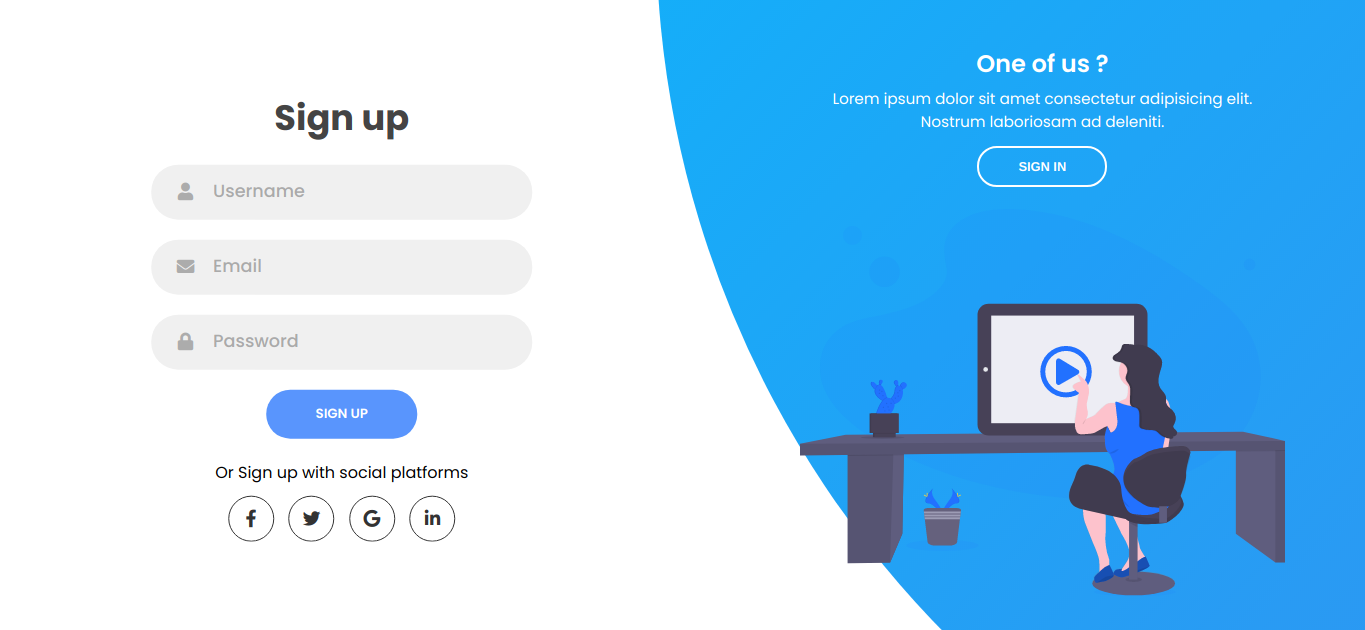 Sign up
Username
Email
Password
SIGN UP
Or Sign up with social platforms
One of us ?
Lorem ipsum dolor sit amet consectetur adipisicing elit.
Nostrum laboriosam ad deleniti.
SIGN IN